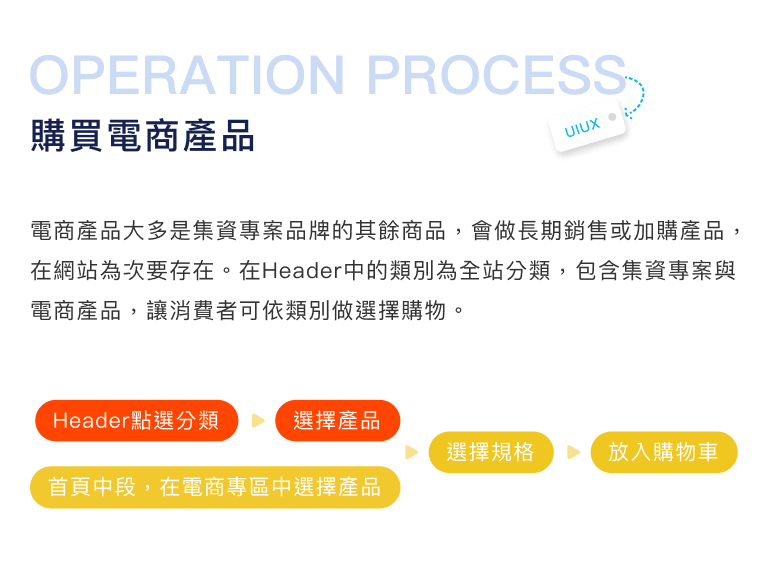 OPERATION PROCESS
UIUX
購買電商產品
電商產品大多是集資專案品牌的其餘商品，會做長期銷售或加購產品，
在網站為次要存在。在Header中的類別為全站分類，包含集資專案與
電商產品，讓消費者可依類別做選擇購物。
Header點選分類
選擇產品
首頁中段，在電商專區中選擇產品
選擇規格
放入購物車